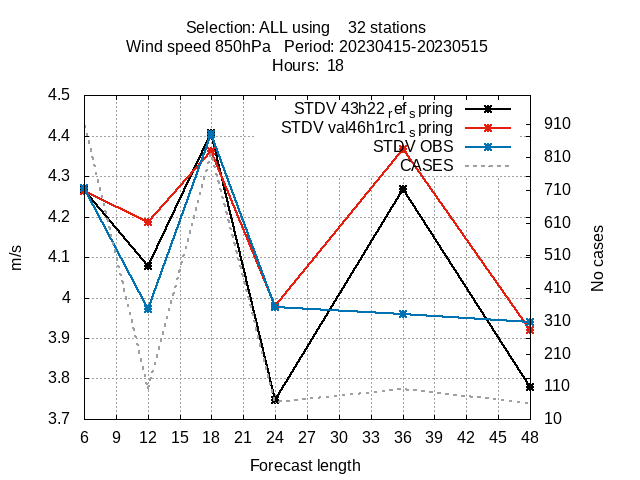 Selection: ALL using    32 stations
Wind speed 850hPa   Period: 20230415-20230515
Hours:  18
STDV 43h22_ref_spring
STDV val46h1rc1_spring
STDV OBS
CASES
4.5
4.4
4.3
4.2
4.1
4
3.9
3.8
3.7
910
810
710
610
510
410
310
210
110
10
m/s
No cases
6 9 12 15 18 21 24 27 30 33 36 39 42 45 48
Forecast length